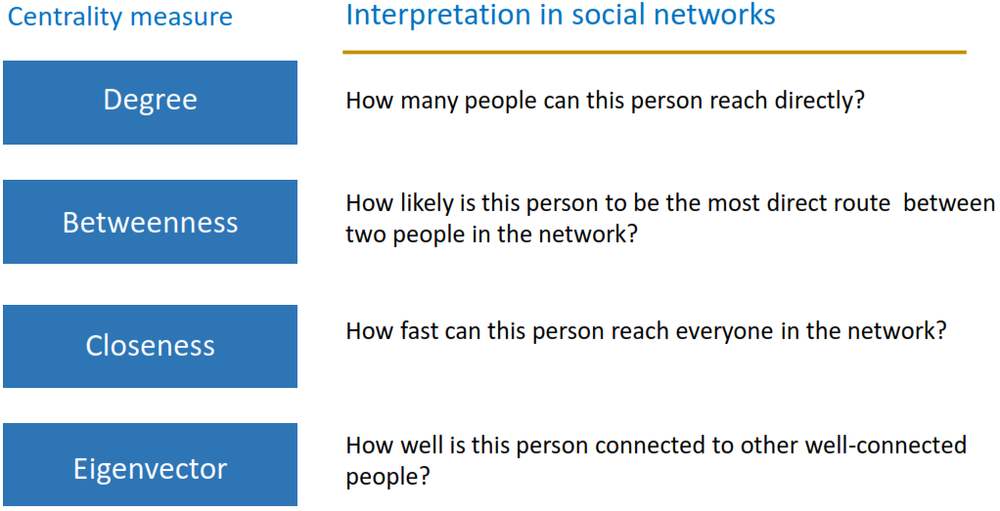 Centrality measure
Interpretation in social networks
Degree
How many people can this person reach directly?
Betweenness
How likely is this person to be the most direct route  between
two people in the network?
Closeness
How fast can this person reach everyone in the network?
Eigenvector
How well is this person connected to other well-connected
people?